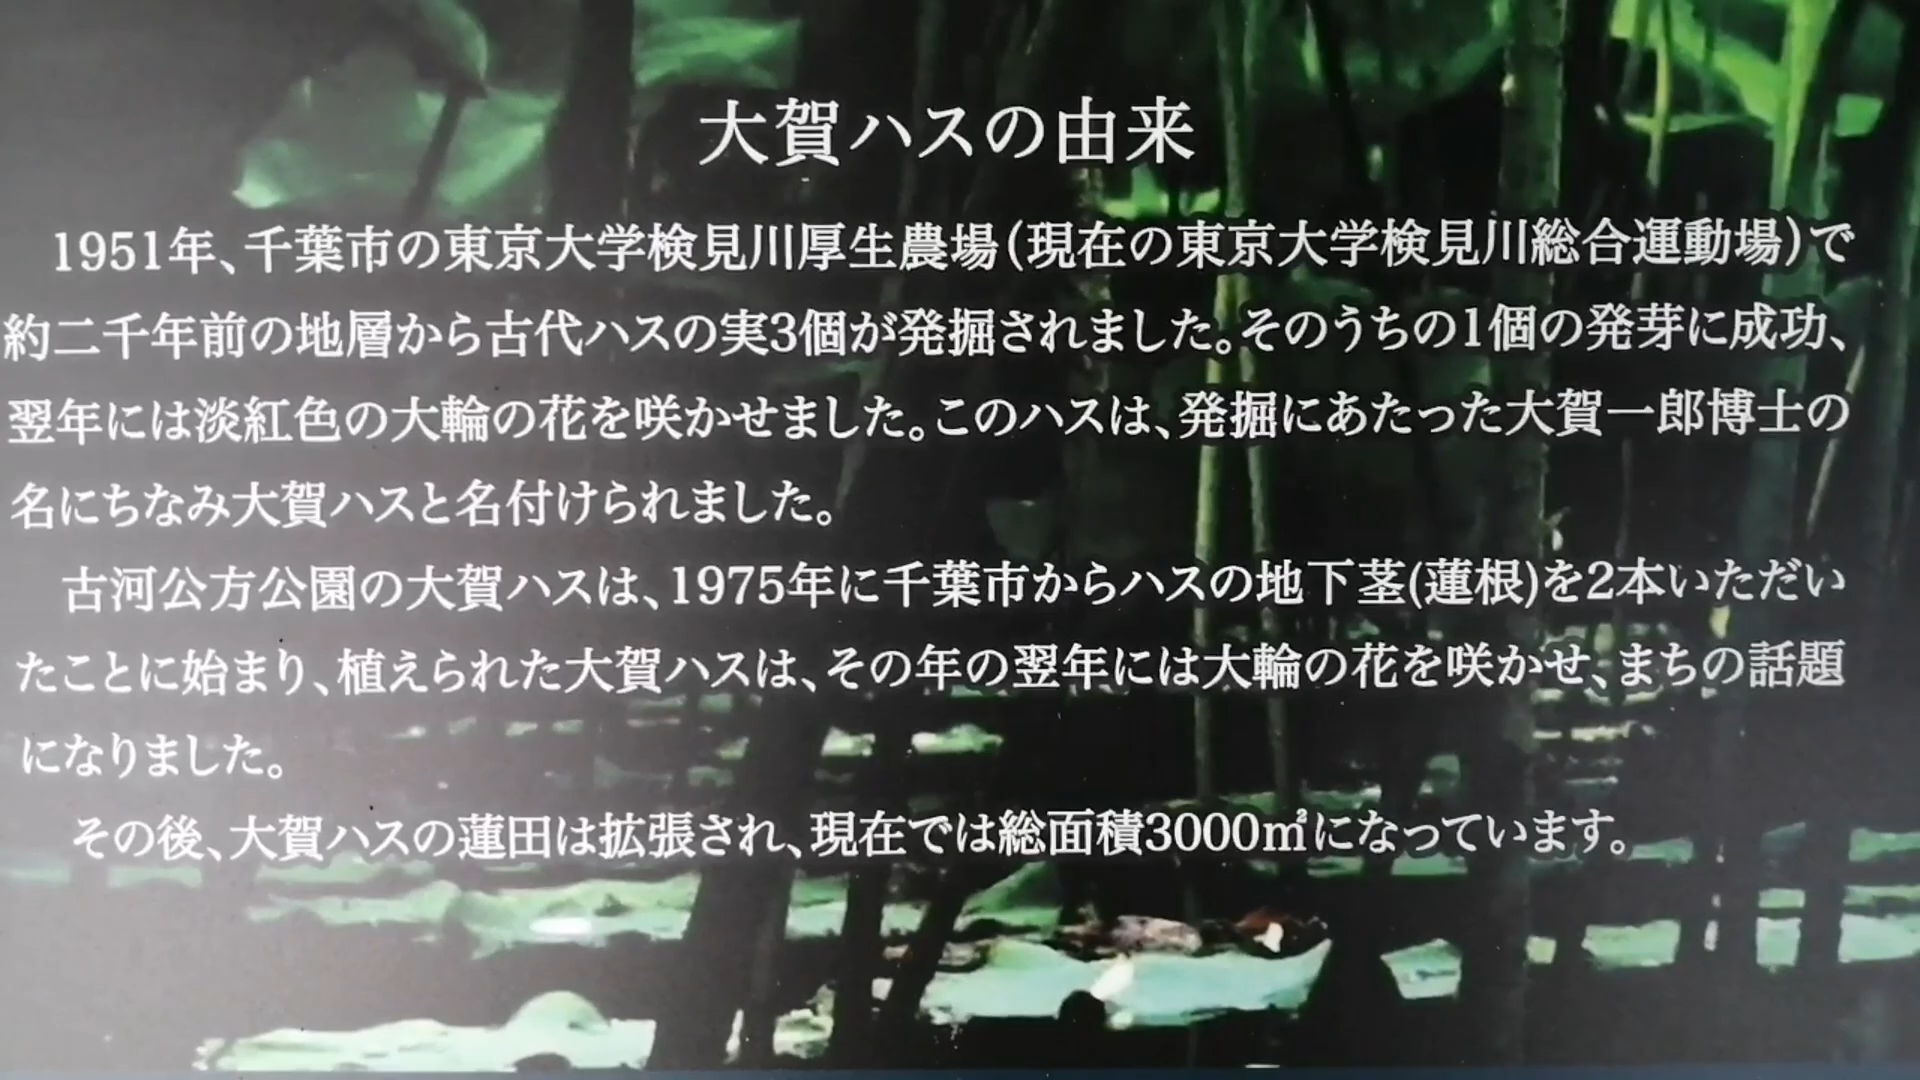 大賀ハスの由来
1951年、千葉市の東京大学検見川厚生農場(現在の東京大学検見川総合運動場)で
約二千年前の地層から古代ハスの実3個が発掘されました。そのうちの1個の発芽に成功、
翌年には淡紅色の大輪の花を咲かせました。このハスは、発掘にあたった大賀一郎博士の
名にちなみ大賀ハスと名付けられました。
古河公方公園の大賀ハスは、1975年に千葉市からハスの地下茎(蓮根)を2本いただい
たことに始まり、植えられた大賀ハスは、その年の翌年には大輪の花を咲かせ、まちの話題
になりました。
その後、大賀ハスの蓮田は拡張され、現在では総面積3000㎡になっています。